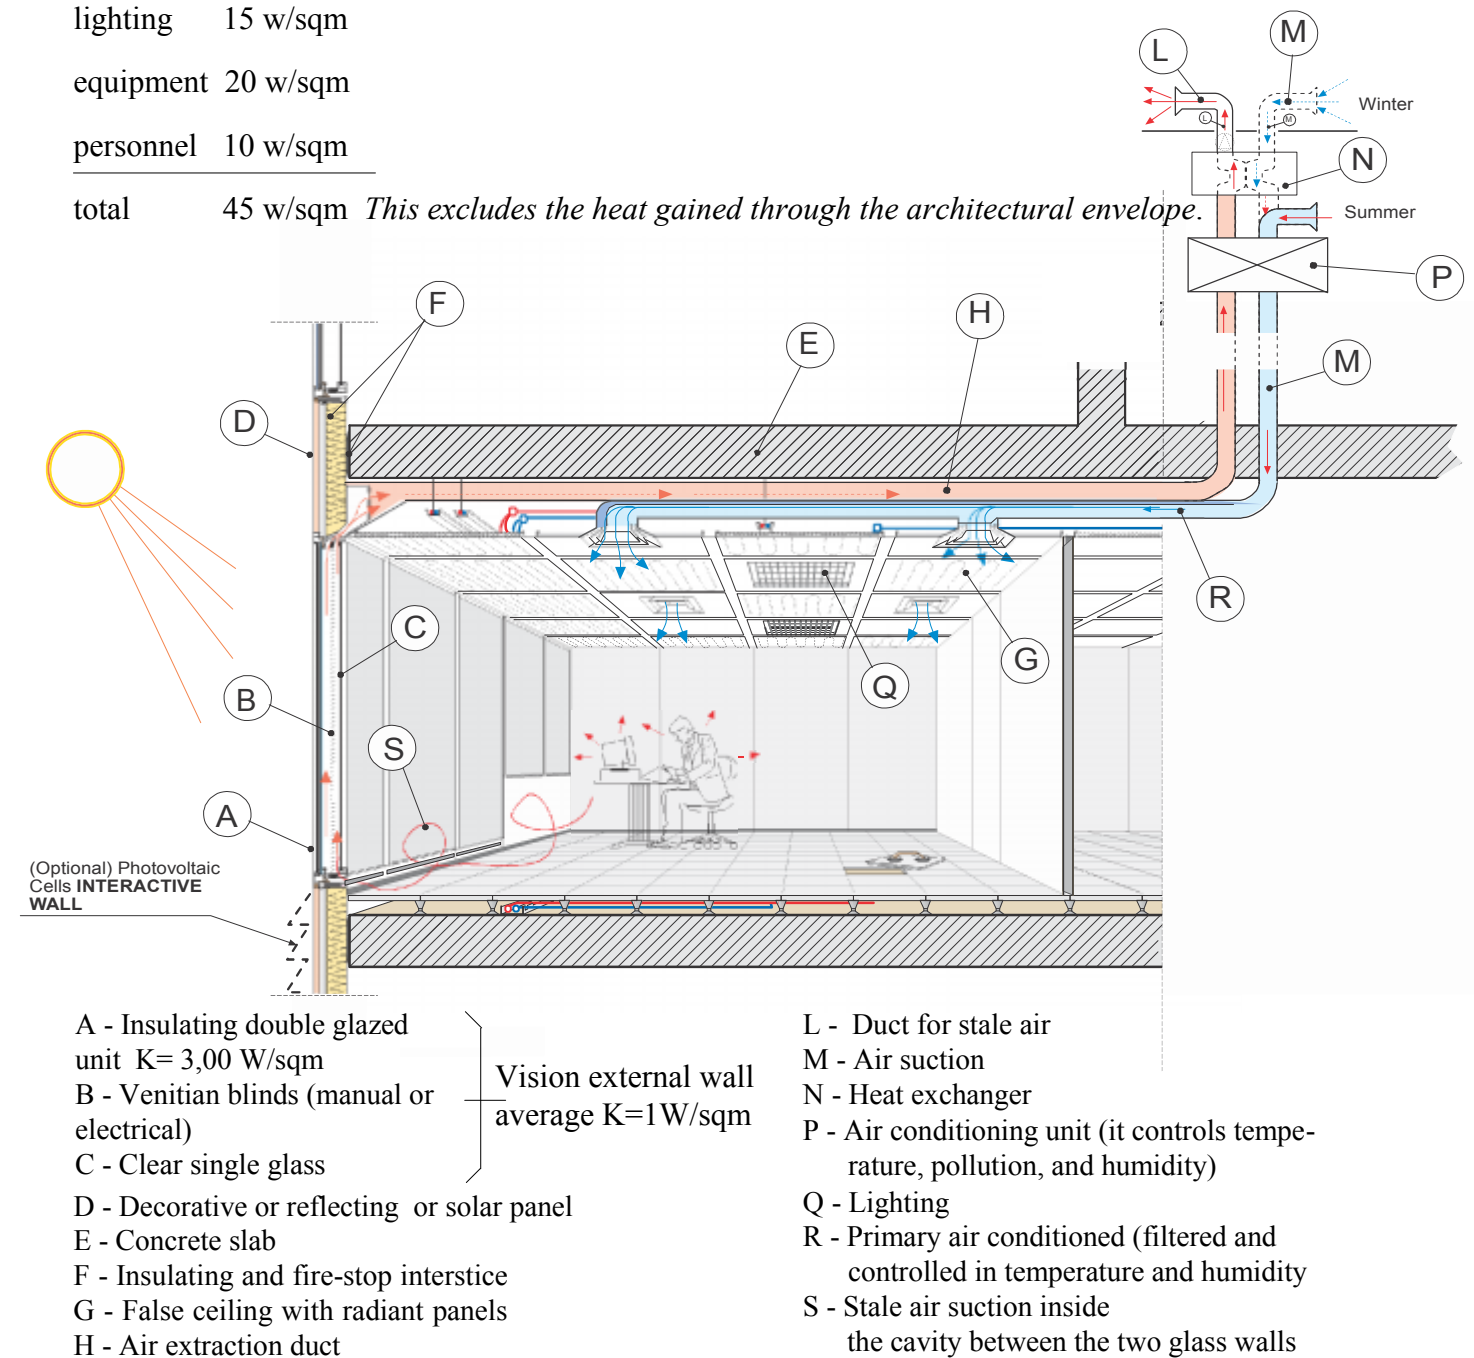 lighting 15 w/sqm
equipment 20 w/sqm
personnel 10 w/sqm
total 45 w/sqm This excludes the heat gained through the architectural envelope.
L
M
Winter
L
M
N
Summer
P
F
H
E
M
D
R
C
G
B
Q
S
A
(Optional) Photovoltaic
Cells INTERACTIVE
WALL
A - Insulating double glazed
unit K= 3,00 W/sqm
B - Venitian blinds (manual or
electrical)
C - Clear single glass
Vision external wall
average K=1W/sqm
D - Decorative or reflecting or solar panel
E - Concrete slab
F - Insulating and fire-stop interstice
G - False ceiling with radiant panels
H - Air extraction duct
L - Duct for stale air
M - Air suction
N - Heat exchanger
P - Air conditioning unit (it controls tempe-
rature, pollution, and humidity)
Q - Lighting
R - Primary air conditioned (filtered and
controlled in temperature and humidity
S - Stale air suction inside
the cavity between the two glass walls